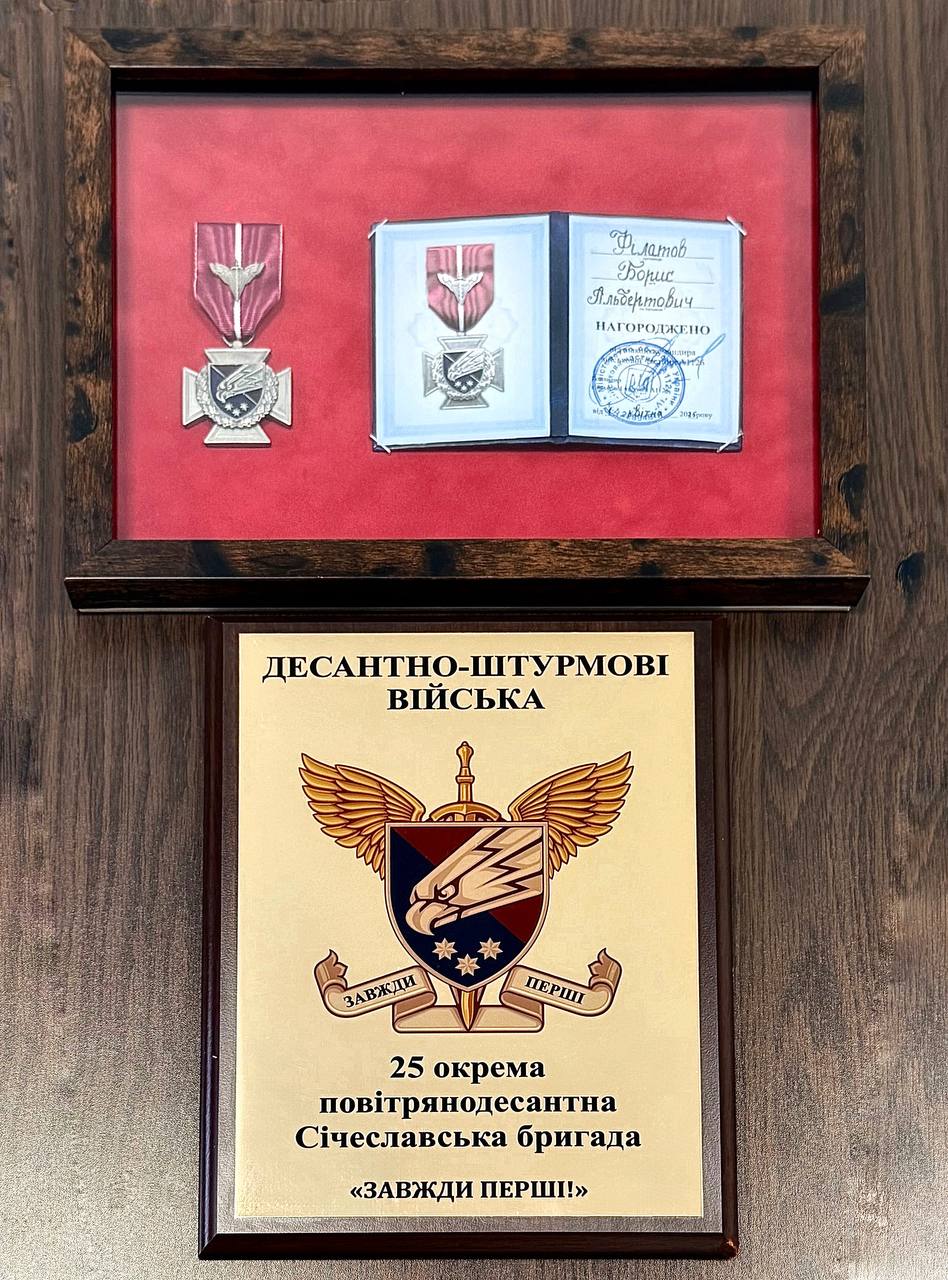 Філатов
Борис
Альбертович
НАГОРОДЖЕНО
ДЕСАНТНО-ШТУРМОВІ
ВІЙСЬКА
ЗАВЖДИ ПЕРШІ
25 окрема
повітрянодесантна
Січеславська бригада
«ЗАВЖДИ ПЕРШІ!»